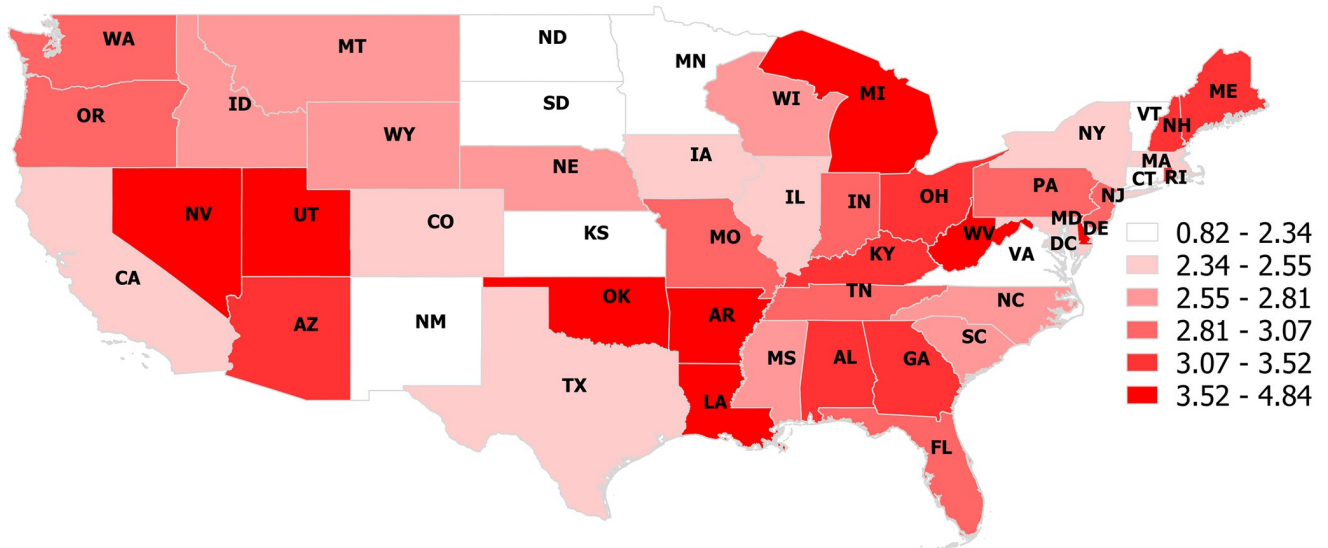 WA
MT
ND
MN
OR
ID
SD
WI
MI
ME
WY
VT
NH
NY
NE
IA
MA
CT
RI
NV
UT
CO
IL
IN
OH
PA
NJ
KS
MO
WV
MD
DE
DC
VA
KY
CA
AZ
NM
OK
AR
TN
NC
SC
TX
MS
AL
GA
LA
FL
0.82 - 2.34
2.34 - 2.55
2.55 - 2.81
2.81 - 3.07
3.07 - 3.52
3.52 - 4.84